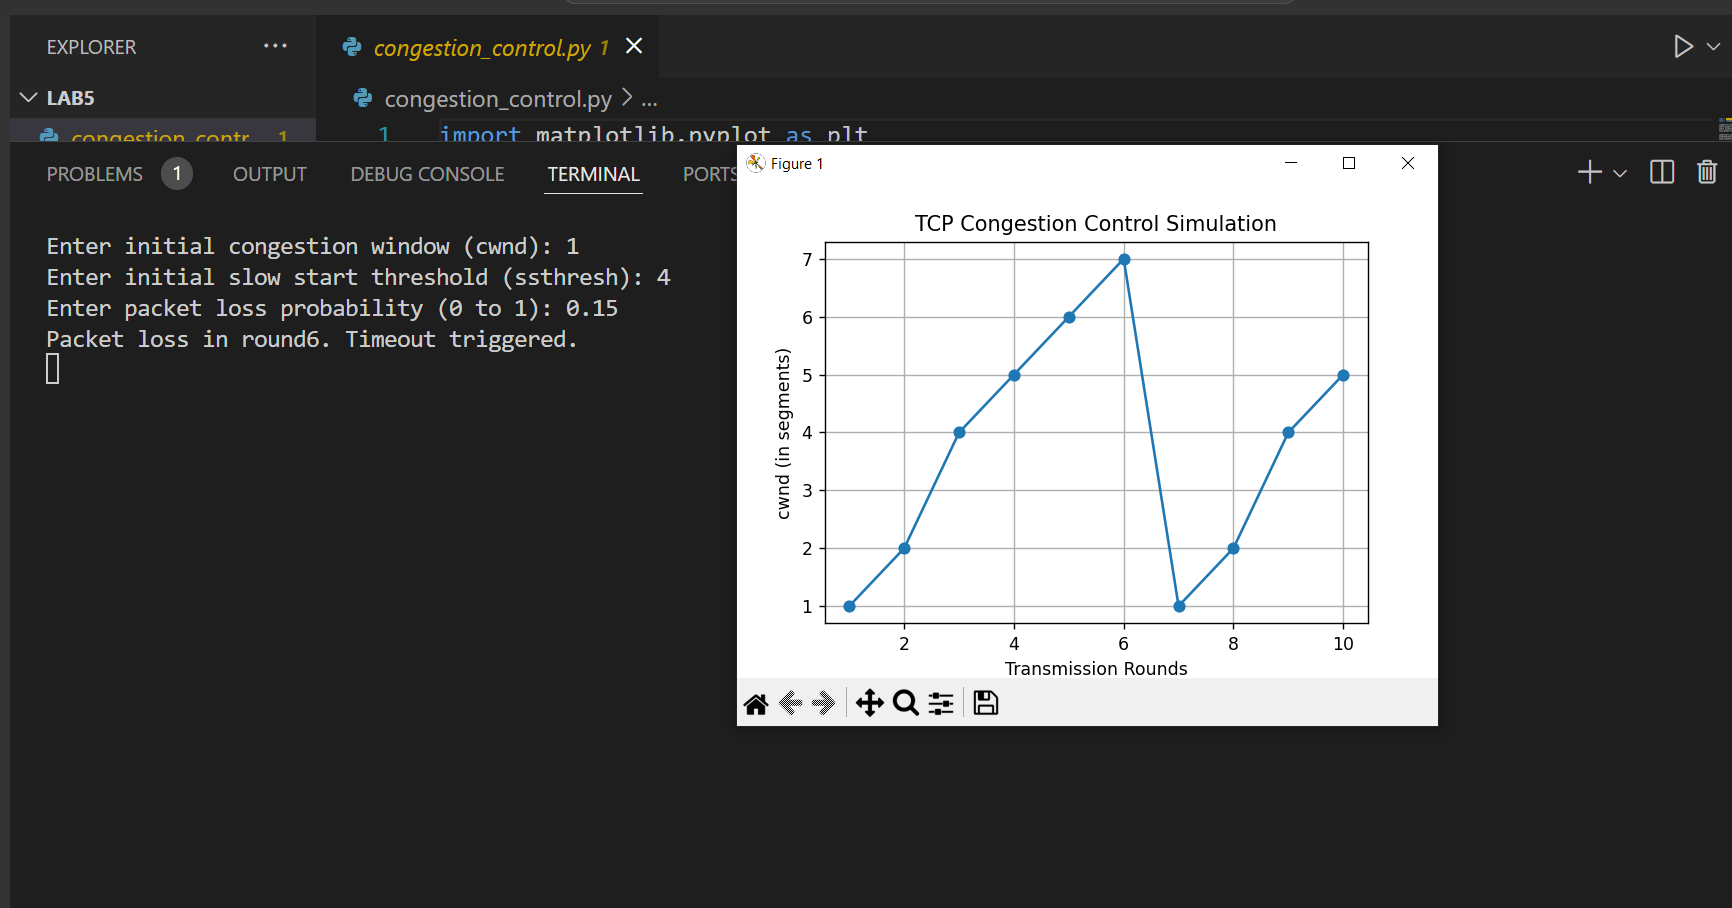 EXPLORER ...
LAB5
congestion_contr... 1
congestion_control.py 1
congestion_control.py > ...
1 import matplotlib.pyplot as plt
PROBLEMS 1 OUTPUT DEBUG CONSOLE TERMINAL PORTS
Enter initial congestion window (cwnd): 1
Enter initial slow start threshold (ssthresh): 4
Enter packet loss probability (0 to 1): 0.15
Packet loss in round6. Timeout triggered.
Figure 1
TCP Congestion Control Simulation
cwnd (in segments)
7
6
5
4
3
2
1
2 4 6 8 10
Transmission Rounds